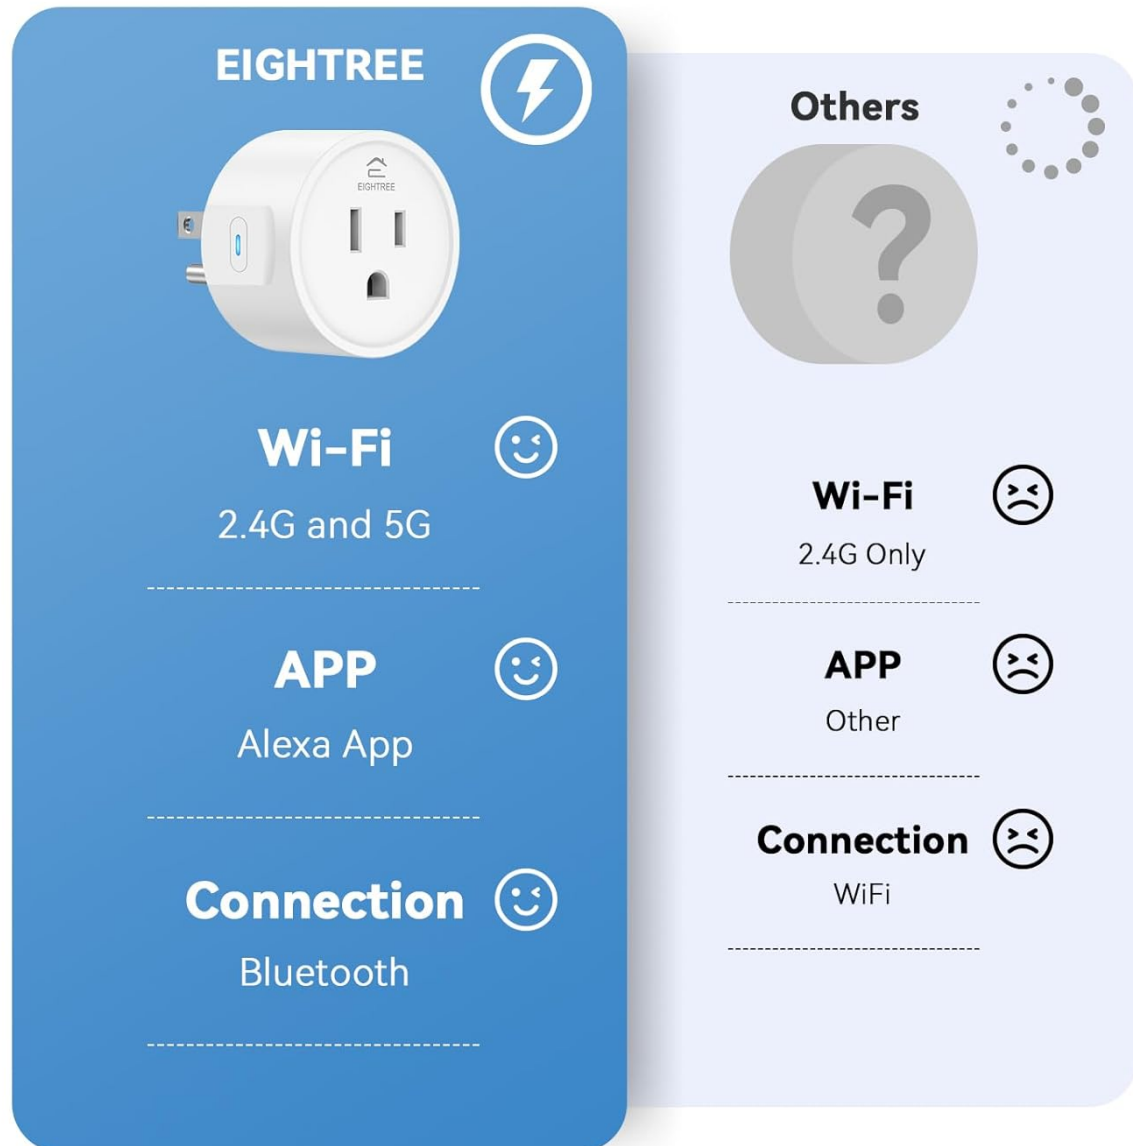 EIGHTREE
EIGHTREE
Wi-Fi
2.4G and 5G
APP
Alexa App
Connection
Bluetooth
Others
?
Wi-Fi
2.4G Only
APP
Other
Connection
WiFi